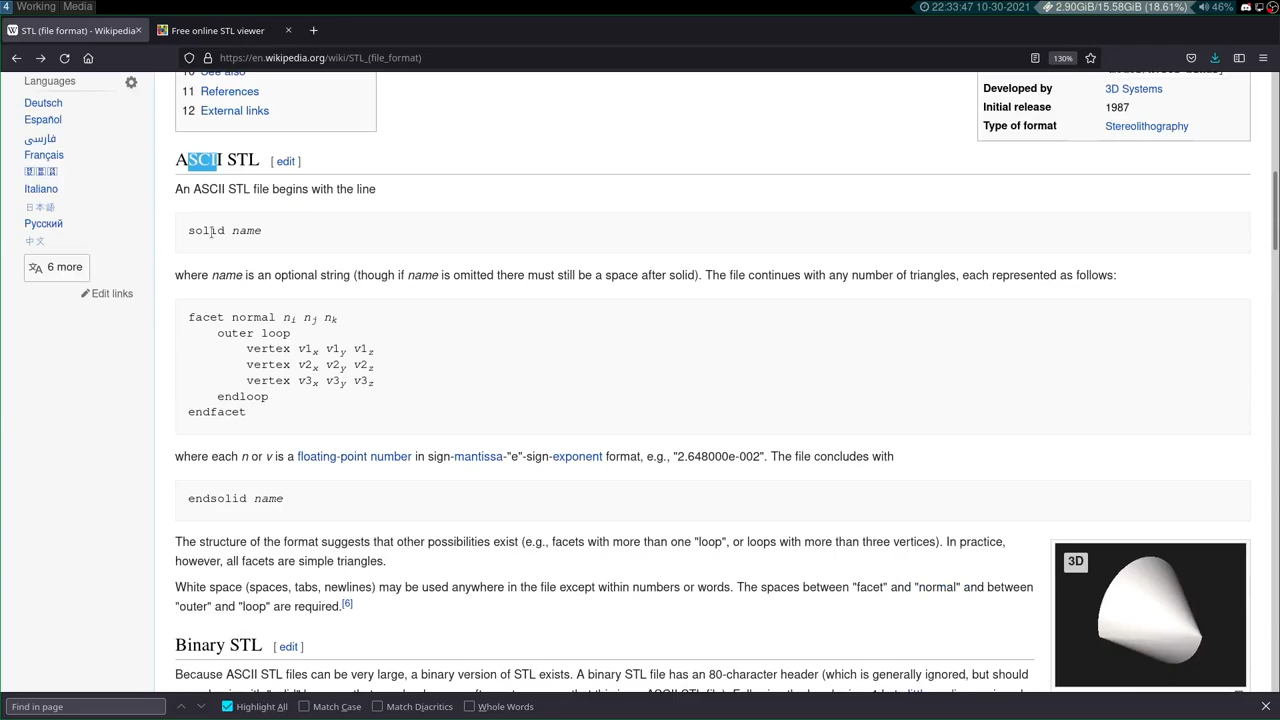 4 Working Media
22:33:47 10-30-2021 2.90GiB/15.58GiB (18.61%) 46%
STL (file format) - Wikipedia ×
Free online STL viewer ×
https://en.wikipedia.org/wiki/STL_(file_format) 130%
Languages
Deutsch
Español
فارسی
Français
Italiano
日本語
Русский
中文
6 more
Edit links
10 See also
11 References
12 External links
Developed by 3D Systems
Initial release 1987
Type of format Stereolithography
ASCII STL [ edit ]
An ASCII STL file begins with the line
solid name
where name is an optional string (though if name is omitted there must still be a space after solid). The file continues with any number of triangles, each represented as follows:
facet normal ni nj nk
outer loop
vertex v1x v1y v1z
vertex v2x v2y v2z
vertex v3x v3y v3z
endloop
endfacet
where each n or v is a floating-point number in sign-mantissa-"e"-sign-exponent format, e.g., "2.648000e-002". The file concludes with
endsolid name
The structure of the format suggests that other possibilities exist (e.g., facets with more than one "loop", or loops with more than three vertices). In practice,
however, all facets are simple triangles.
White space (spaces, tabs, newlines) may be used anywhere in the file except within numbers or words. The spaces between "facet" and "normal" and between
"outer" and "loop" are required.[6]
3D
Binary STL [ edit ]
Because ASCII STL files can be very large, a binary version of STL exists. A binary STL file has an 80-character header (which is generally ignored, but should
Find in page
Highlight All
Match Case
Match Diacritics
Whole Words